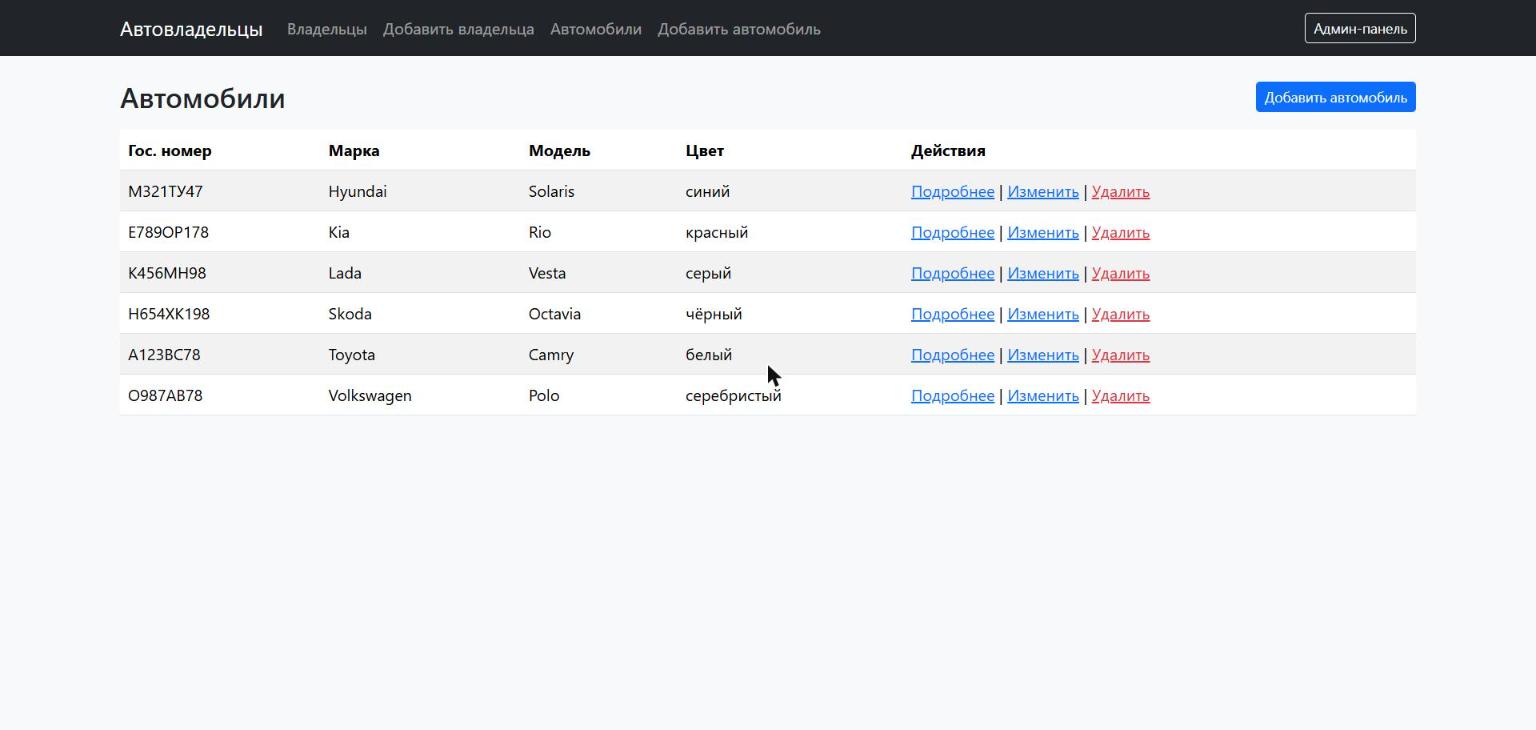 Автовладельцы Владельцы Добавить владельца Автомобили Добавить автомобиль Админ-панель
Автомобили Добавить автомобиль
Гос. номер Марка Модель Цвет Действия
М321ТУ47 Hyundai Solaris синий Подробнее | Изменить | Удалить
Е789ОР178 Kia Rio красный Подробнее | Изменить | Удалить
К456МН98 Lada Vesta серый Подробнее | Изменить | Удалить
Н654ХК198 Skoda Octavia чёрный Подробнее | Изменить | Удалить
А123ВС78 Toyota Camry белый Подробнее | Изменить | Удалить
О987АВ78 Volkswagen Polo серебристый Подробнее | Изменить | Удалить